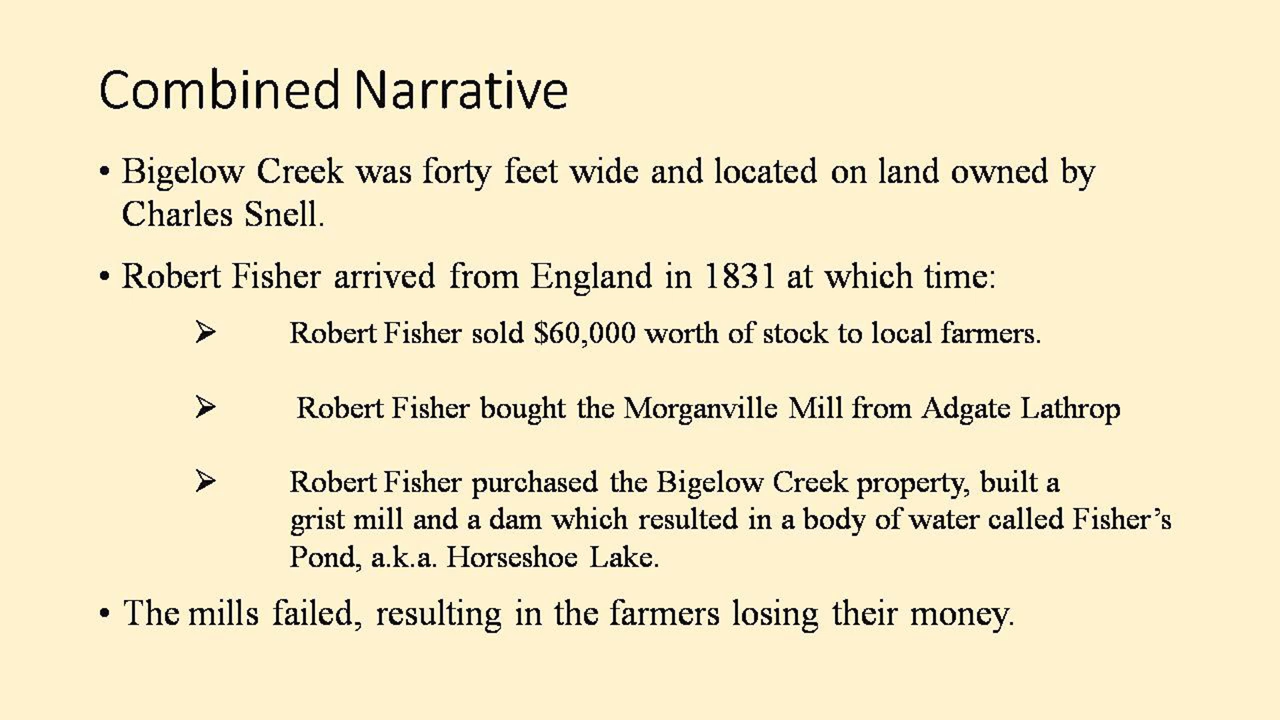 Combined Narrative
• Bigelow Creek was forty feet wide and located on land owned by
Charles Snell.
• Robert Fisher arrived from England in 1831 at which time:
➢ Robert Fisher sold $60,000 worth of stock to local farmers.
➢ Robert Fisher bought the Morganville Mill from Adgate Lathrop
➢ Robert Fisher purchased the Bigelow Creek property, built a
grist mill and a dam which resulted in a body of water called Fisher’s
Pond, a.k.a. Horseshoe Lake.
• The mills failed, resulting in the farmers losing their money.